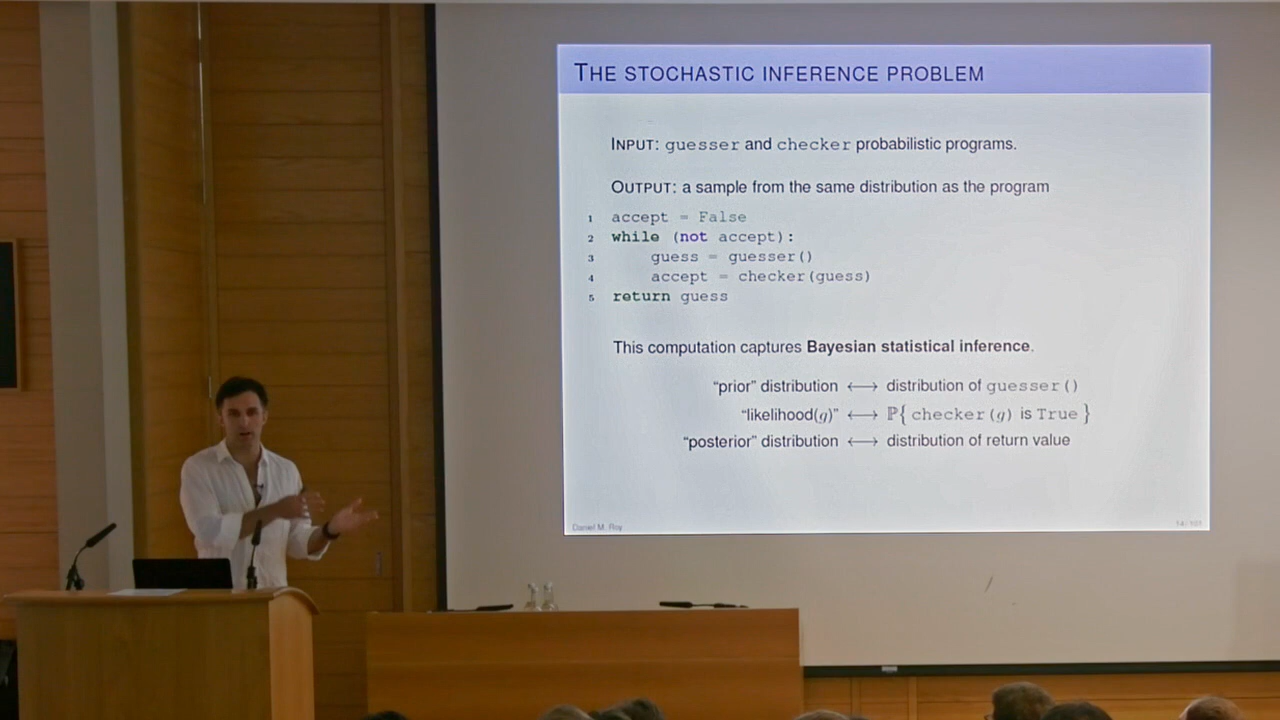 THE STOCHASTIC INFERENCE PROBLEM
INPUT: guesser and checker probabilistic programs.
OUTPUT: a sample from the same distribution as the program
1 accept = False
2 while (not accept):
3 guess = guesser()
4 accept = checker(guess)
5 return guess
This computation captures Bayesian statistical inference.
“prior” distribution ⟷ distribution of guesser()
“likelihood(g)” ⟷ ℙ{ checker(g) is True }
“posterior” distribution ⟷ distribution of return value
Daniel M. Roy